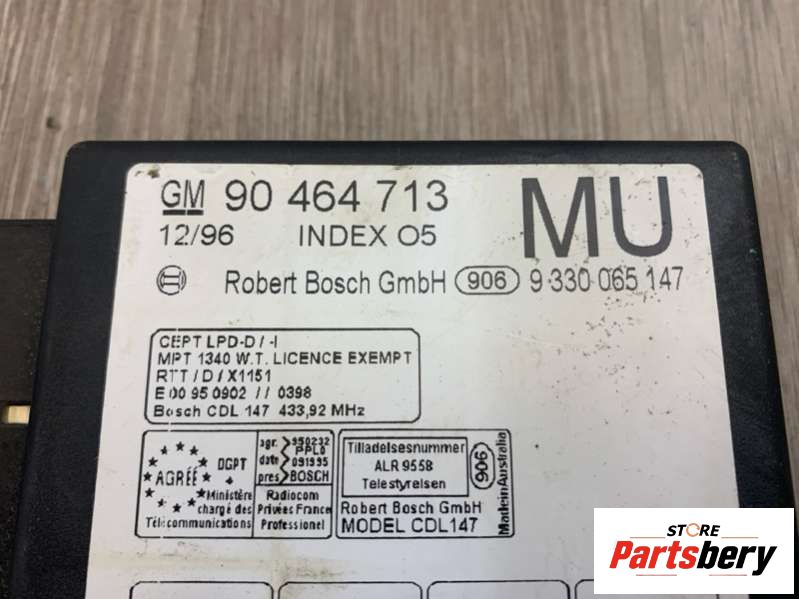 GM 90 464 713
MU
12/96 INDEX O5
Robert Bosch GmbH 906 9 330 065 147
CEPT LPD-D / -I
MPT 1340 W.T. LICENCE EXEMPT
RTT / D / X1151
E 00 95 0902 // 0398
Bosch CDL 147 433,92 MHz
AGRÉÉ
DGPT
Ministère
chargé des
Télécommunications
agr. 950232
PPL0
date 091995
pres BOSCH
Radiocom
Privées France
Professionel
Tilladelsesnummer
ALR 9558
Telestyrelsen
Robert Bosch GmbH
MODEL CDL147
906
Made in Australia
STORE
Partsbery